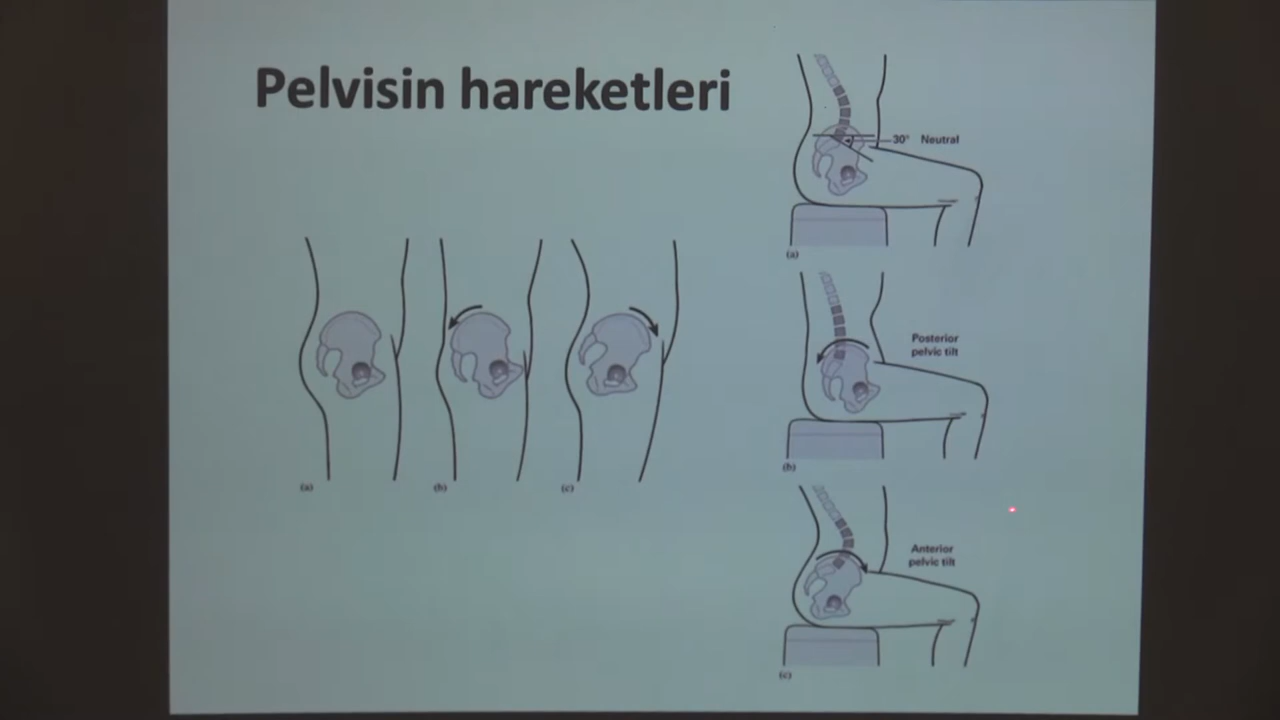 Pelvisin hareketleri
30° Neutral
(a)
Posterior
pelvic tilt
(b)
Anterior
pelvic tilt
(c)
(a)
(b)
(c)